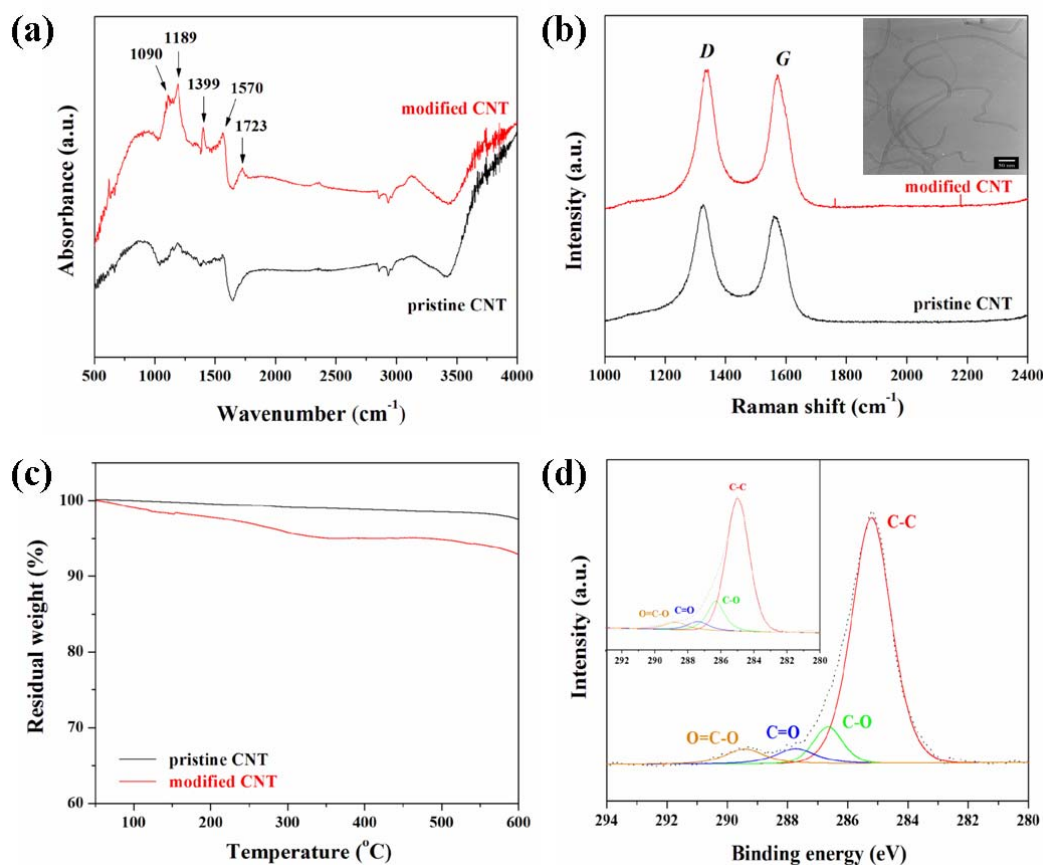 (a)
1090
1189
1399
1570
1723
modified CNT
pristine CNT
Absorbance (a.u.)
500 1000 1500 2000 2500 3000 3500 4000
Wavenumber (cm⁻¹)
(b)
D G
modified CNT
pristine CNT
Intensity (a.u.)
1000 1200 1400 1600 1800 2000 2200 2400
Raman shift (cm⁻¹)
(c)
100
90
80
70
60
Residual weight (%)
pristine CNT
modified CNT
100 200 300 400 500 600
Temperature (°C)
(d)
C-C
C-O
C=O
O=C-O
292 290 288 286 284 282 280
C-C
C-O
C=O
O=C-O
Intensity (a.u.)
294 292 290 288 286 284 282 280
Binding energy (eV)